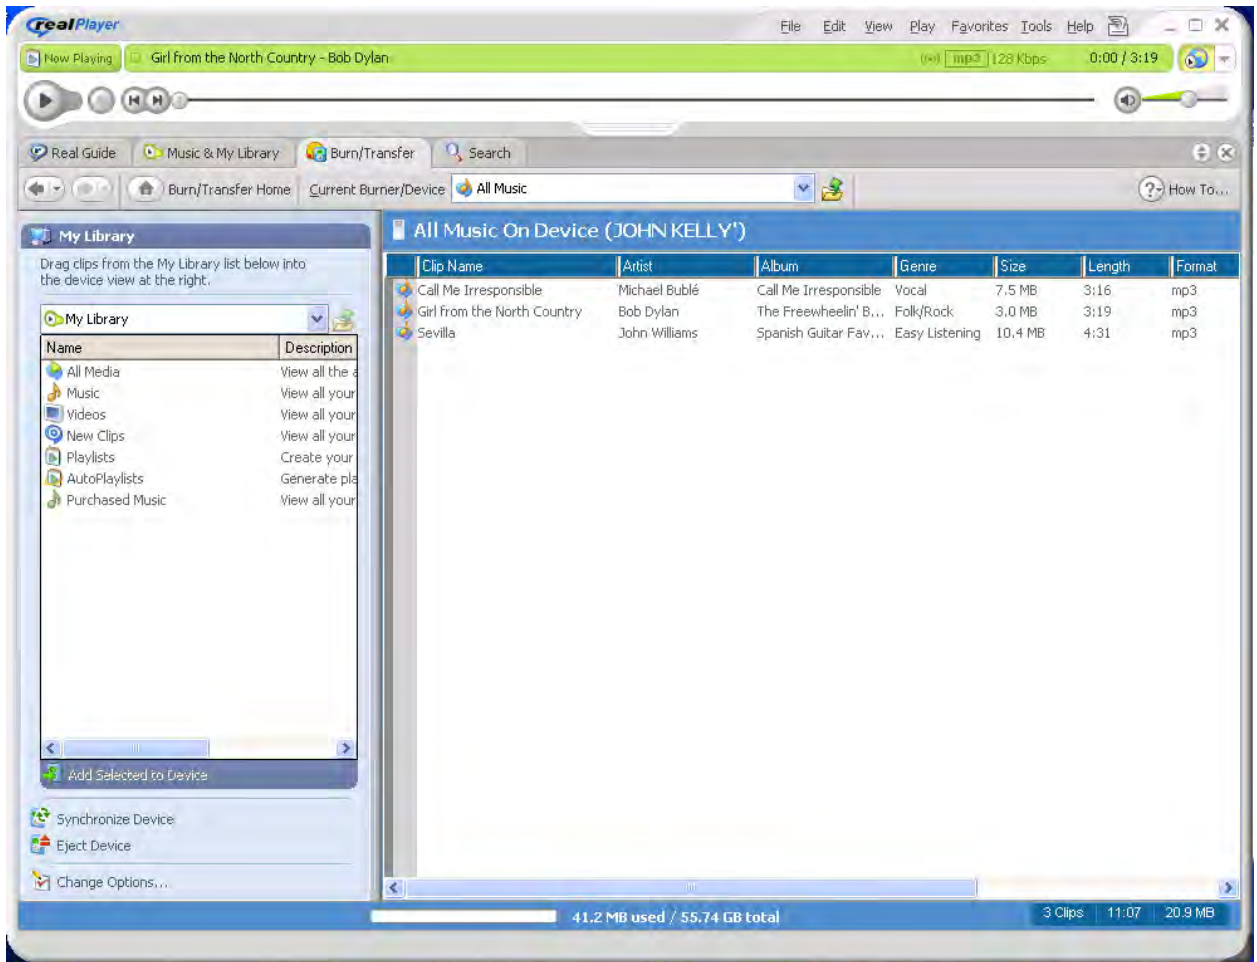 realPlayer File Edit View Play Favorites Tools Help
Now Playing Girl from the North Country - Bob Dylan mp3 128 Kbps 0:00 / 3:19
Real Guide Music & My Library Burn/Transfer Search
Burn/Transfer Home Current Burner/Device All Music How To...
My Library
Drag clips from the My Library list below into
the device view at the right.
My Library
Name Description
All Media View all the a
Music View all your
Videos View all your
New Clips View all your
Playlists Create your
AutoPlaylists Generate pla
Purchased Music View all your
Add Selected to Device
Synchronize Device
Eject Device
Change Options...
All Music On Device (JOHN KELLY')
Clip Name Artist Album Genre Size Length Format
Call Me Irresponsible Michael Bublé Call Me Irresponsible Vocal 7.5 MB 3:16 mp3
Girl from the North Country Bob Dylan The Freewheelin' B... Folk/Rock 3.0 MB 3:19 mp3
Sevilla John Williams Spanish Guitar Fav... Easy Listening 10.4 MB 4:31 mp3
41.2 MB used / 55.74 GB total 3 Clips 11:07 20.9 MB